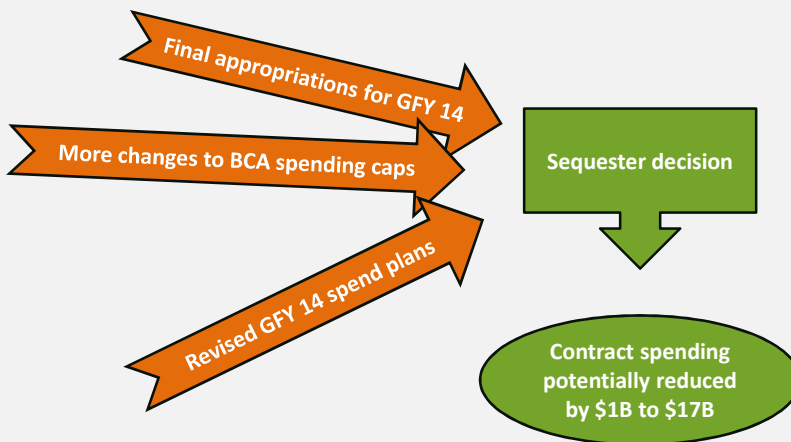 Final appropriations for GFY 14
More changes to BCA spending caps
Revised GFY 14 spend plans
Sequester decision
Contract spending
potentially reduced
by $1B to $17B